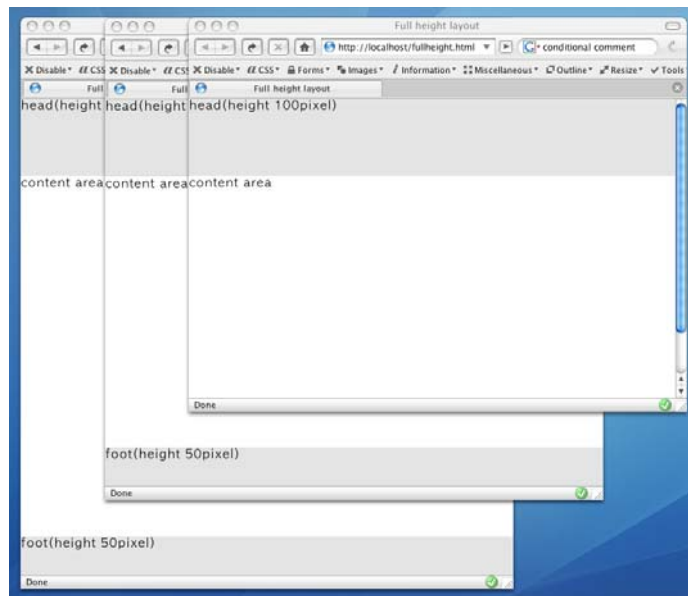 Full height layout
http://localhost/fullheight.html
conditional comment
Disable CSS Forms Images Information Miscellaneous Outline Resize Tools
Disable CSS
Disable CSS
Full Full Full height layout
head(height head(height head(height 100pixel)
content area content area content area
Done
foot(height 50pixel)
Done
foot(height 50pixel)
Done